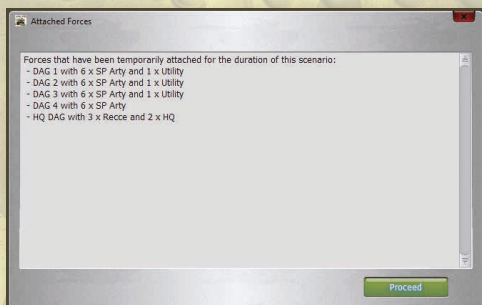 Attached Forces
Forces that have been temporarily attached for the duration of this scenario:
- DAG 1 with 6 x SP Arty and 1 x Utility
- DAG 2 with 6 x SP Arty and 1 x Utility
- DAG 3 with 6 x SP Arty and 1 x Utility
- DAG 4 with 6 x SP Arty
- HQ DAG with 3 x Recce and 2 x HQ
Proceed